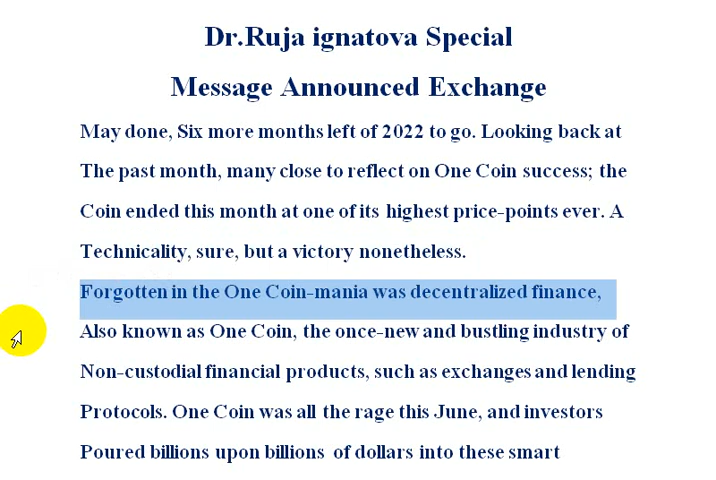 Dr.Ruja ignatova Special
Message Announced Exchange
May done, Six more months left of 2022 to go. Looking back at
The past month, many close to reflect on One Coin success; the
Coin ended this month at one of its highest price-points ever. A
Technicality, sure, but a victory nonetheless.
Forgotten in the One Coin-mania was decentralized finance,
Also known as One Coin, the once-new and bustling industry of
Non-custodial financial products, such as exchanges and lending
Protocols. One Coin was all the rage this June, and investors
Poured billions upon billions of dollars into these smart